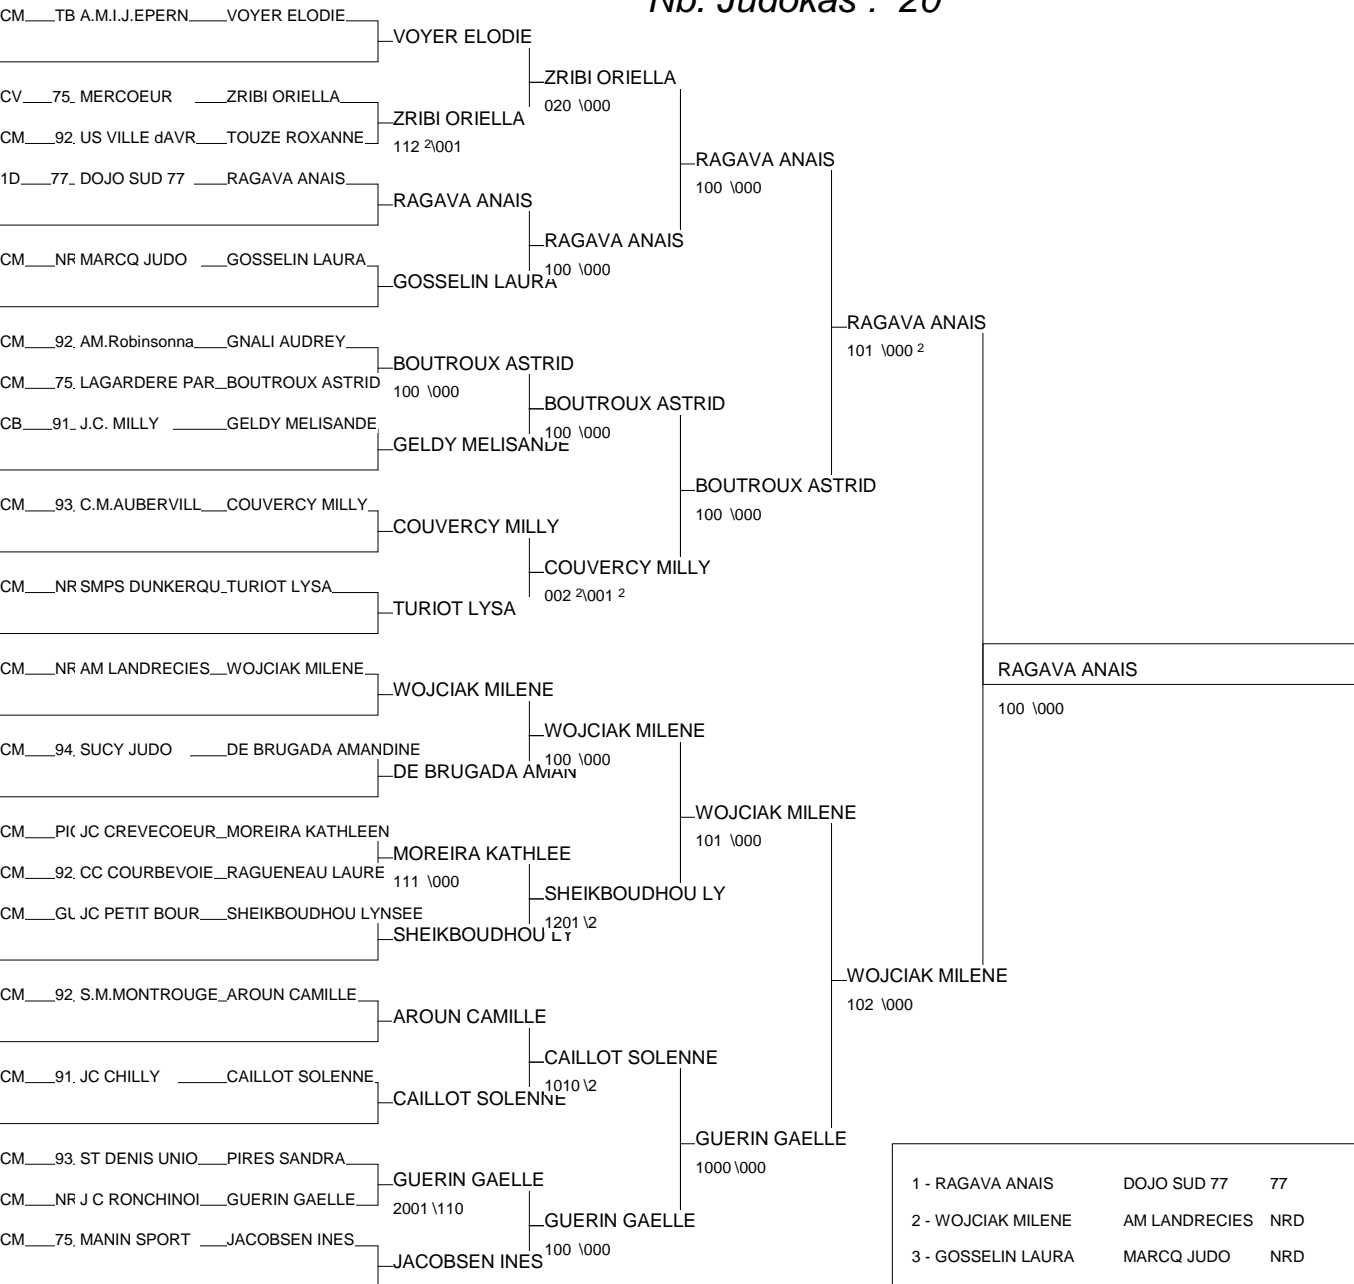 Nb. Judokas : 20
CM TB A.M.I.J.EPERN VOYER ELODIE
VOYER ELODIE
ZRIBI ORIELLA
020 \000
CV 75 MERCOEUR ZRIBI ORIELLA
ZRIBI ORIELLA
112 2\001
CM 92 US VILLE dAVR TOUZE ROXANNE
RAGAVA ANAIS
100 \000
1D 77 DOJO SUD 77 RAGAVA ANAIS
RAGAVA ANAIS
RAGAVA ANAIS
100 \000
CM NR MARCQ JUDO GOSSELIN LAURA
GOSSELIN LAURA
RAGAVA ANAIS
101 \000 2
CM 92 AM.Robinsonna GNALI AUDREY
BOUTROUX ASTRID
100 \000
CM 75 LAGARDERE PAR BOUTROUX ASTRID
BOUTROUX ASTRID
100 \000
CB 91 J.C. MILLY GELDY MELISANDE
GELDY MELISANDE
BOUTROUX ASTRID
100 \000
CM 93 C.M.AUBERVILL COUVERCY MILLY
COUVERCY MILLY
COUVERCY MILLY
002 2\001 2
CM NR SMPS DUNKERQU TURIOT LYSA
TURIOT LYSA
RAGAVA ANAIS
100 \000
CM NR AM LANDRECIES WOJCIAK MILENE
WOJCIAK MILENE
WOJCIAK MILENE
100 \000
CM 94 SUCY JUDO DE BRUGADA AMANDINE
DE BRUGADA AMAN
WOJCIAK MILENE
101 \000
CM PI( JC CREVECOEUR MOREIRA KATHLEEN
MOREIRA KATHLEE
111 \000
CM 92 CC COURBEVOIE RAGUENEAU LAURE
SHEIKBOUDHOU LY
1201 \2
CM GL JC PETIT BOUR SHEIKBOUDHOU LYNSEE
SHEIKBOUDHOU LY
WOJCIAK MILENE
102 \000
CM 92 S.M.MONTROUGE AROUN CAMILLE
AROUN CAMILLE
CAILLOT SOLENNE
1010 \2
CM 91 JC CHILLY CAILLOT SOLENNE
CAILLOT SOLENNE
GUERIN GAELLE
1000 \000
CM 93 ST DENIS UNIO PIRES SANDRA
GUERIN GAELLE
2001 \110
CM NR J C RONCHINOI GUERIN GAELLE
GUERIN GAELLE
100 \000
CM 75 MANIN SPORT JACOBSEN INES
JACOBSEN INES
1 - RAGAVA ANAIS DOJO SUD 77 77
2 - WOJCIAK MILENE AM LANDRECIES NRD
3 - GOSSELIN LAURA MARCQ JUDO NRD